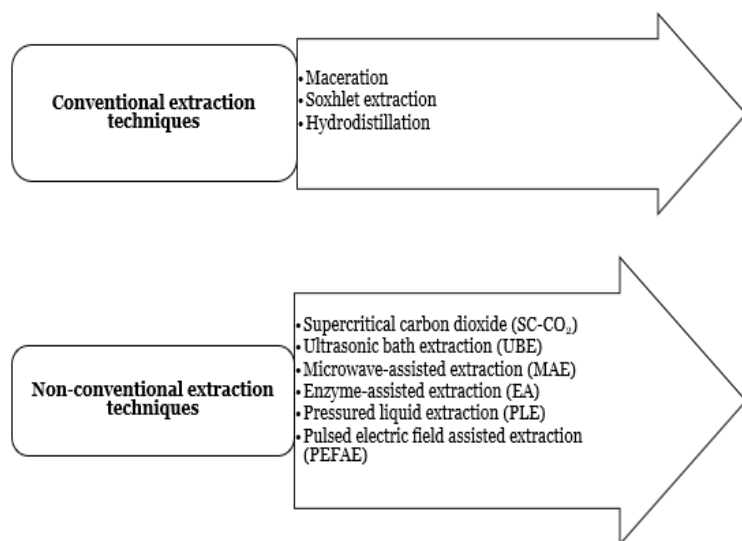 Conventional extraction
techniques
•Maceration
•Soxhlet extraction
•Hydrodistillation
Non-conventional extraction
techniques
•Supercritical carbon dioxide (SC-CO₂)
•Ultrasonic bath extraction (UBE)
•Microwave-assisted extraction (MAE)
•Enzyme-assisted extraction (EA)
•Pressured liquid extraction (PLE)
•Pulsed electric field assisted extraction
(PEFAE)